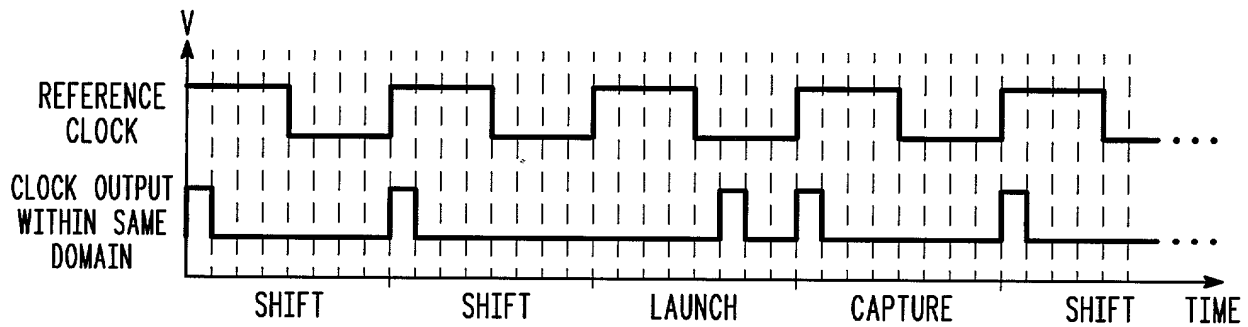 V
REFERENCE
CLOCK
CLOCK OUTPUT
WITHIN SAME
DOMAIN
SHIFT SHIFT LAUNCH CAPTURE SHIFT TIME